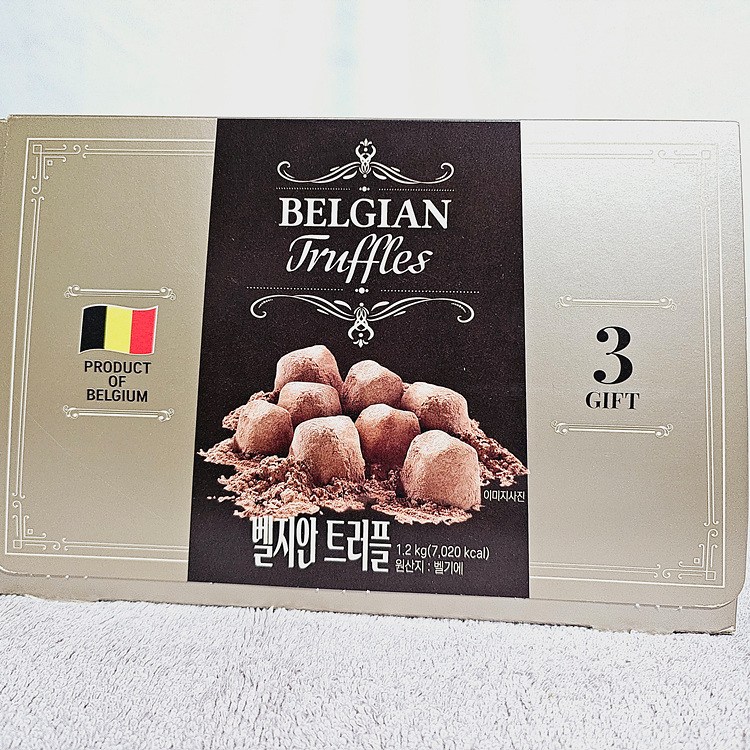 BELGIAN
Truffles
PRODUCT
OF
BELGIUM
3
GIFT
이미지사진
벨지안 트러플
1.2 kg(7,020 kcal)
원산지 : 벨기에